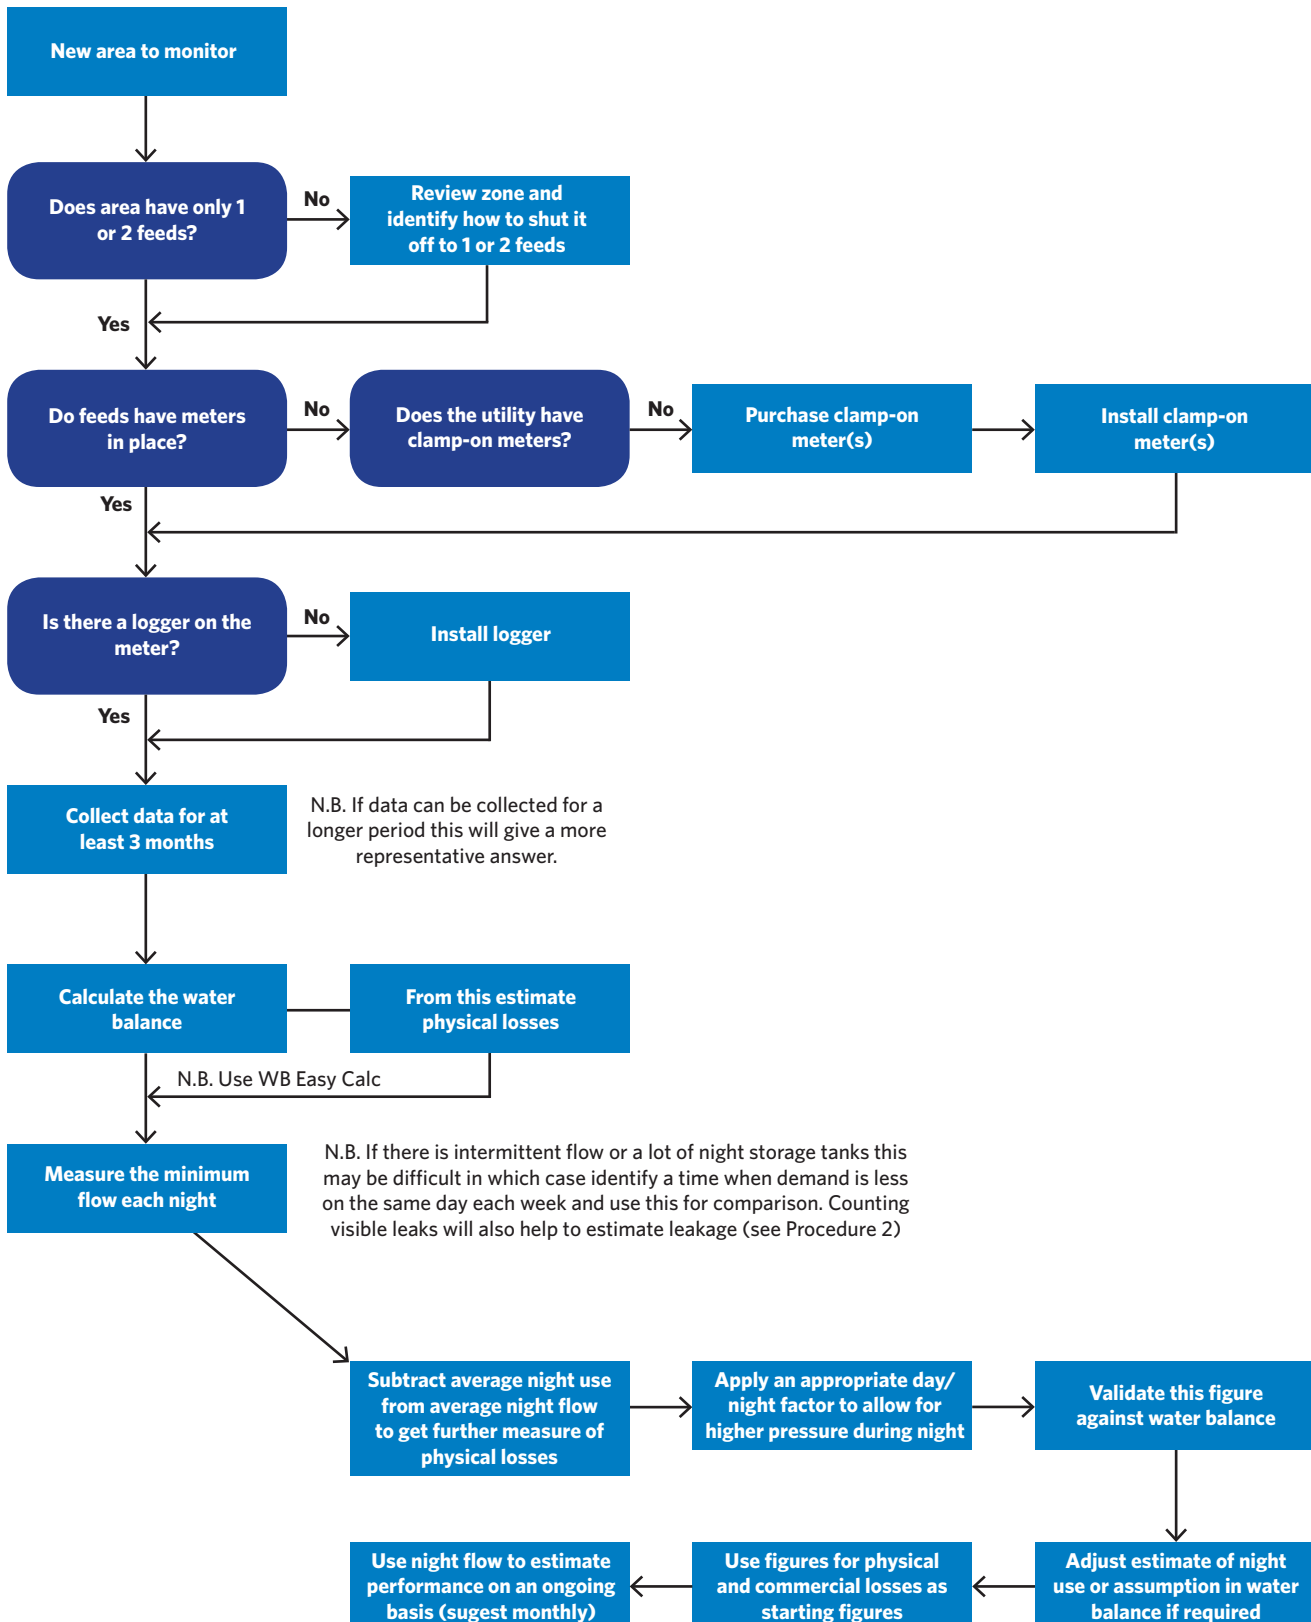 New area to monitor
Does area have only 1
or 2 feeds?
No
Review zone and
identify how to shut it
off to 1 or 2 feeds
Yes
Do feeds have meters
in place?
No
Does the utility have
clamp-on meters?
No
Purchase clamp-on
meter(s)
Install clamp-on
meter(s)
Yes
Is there a logger on the
meter?
No
Install logger
Yes
Collect data for at
least 3 months
N.B. If data can be collected for a
longer period this will give a more
representative answer.
Calculate the water
balance
From this estimate
physical losses
N.B. Use WB Easy Calc
Measure the minimum
flow each night
N.B. If there is intermittent flow or a lot of night storage tanks this
may be difficult in which case identify a time when demand is less
on the same day each week and use this for comparison. Counting
visible leaks will also help to estimate leakage (see Procedure 2)
Subtract average night use
from average night flow
to get further measure of
physical losses
Apply an appropriate day/
night factor to allow for
higher pressure during night
Validate this figure
against water balance
Adjust estimate of night
use or assumption in water
balance if required
Use figures for physical
and commercial losses as
starting figures
Use night flow to estimate
performance on an ongoing
basis (sugest monthly)